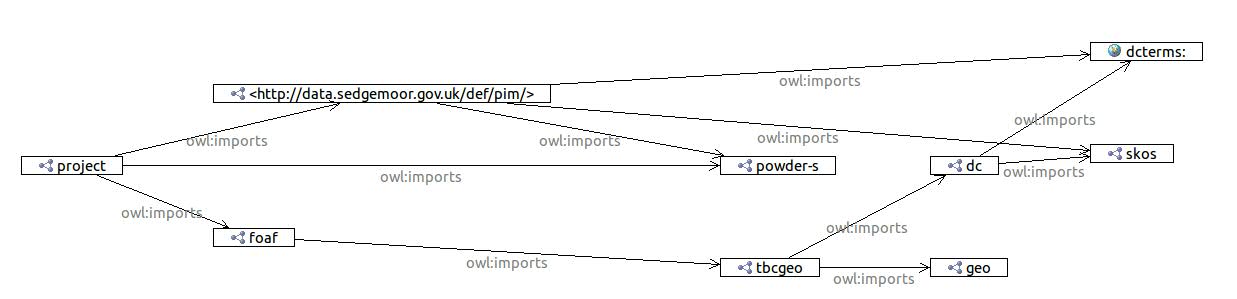 dcterms:
owl:imports
<http://data.sedgemoor.gov.uk/def/pim/>
owl:imports
owl:imports
owl:imports
owl:imports
skos
project
powder-s
dc
owl:imports
owl:imports
owl:imports
foaf
owl:imports
owl:imports
tbcgeo
geo
owl:imports